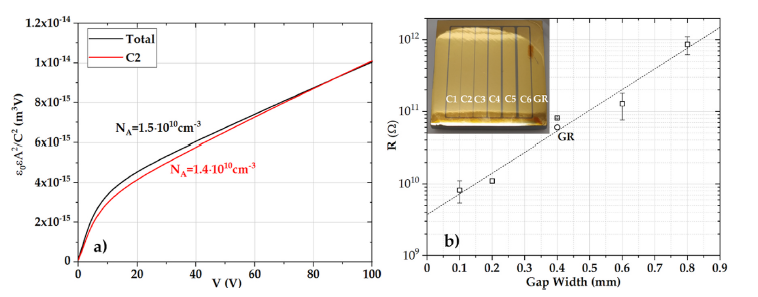 1.2x10⁻¹⁴
1x10⁻¹⁴
8x10⁻¹⁵
6x10⁻¹⁵
4x10⁻¹⁵
2x10⁻¹⁵
0
ε₀εA²/C² (m³V)
Total
C2
N_A=1.5·10¹⁰cm⁻³
N_A=1.4·10¹⁰cm⁻³
a)
0 20 40 60 80 100
V (V)
10¹²
10¹¹
10¹⁰
10⁹
R (Ω)
C1 C2 C3 C4 C5 C6 GR
GR
b)
0 0.1 0.2 0.3 0.4 0.5 0.6 0.7 0.8 0.9
Gap Width (mm)